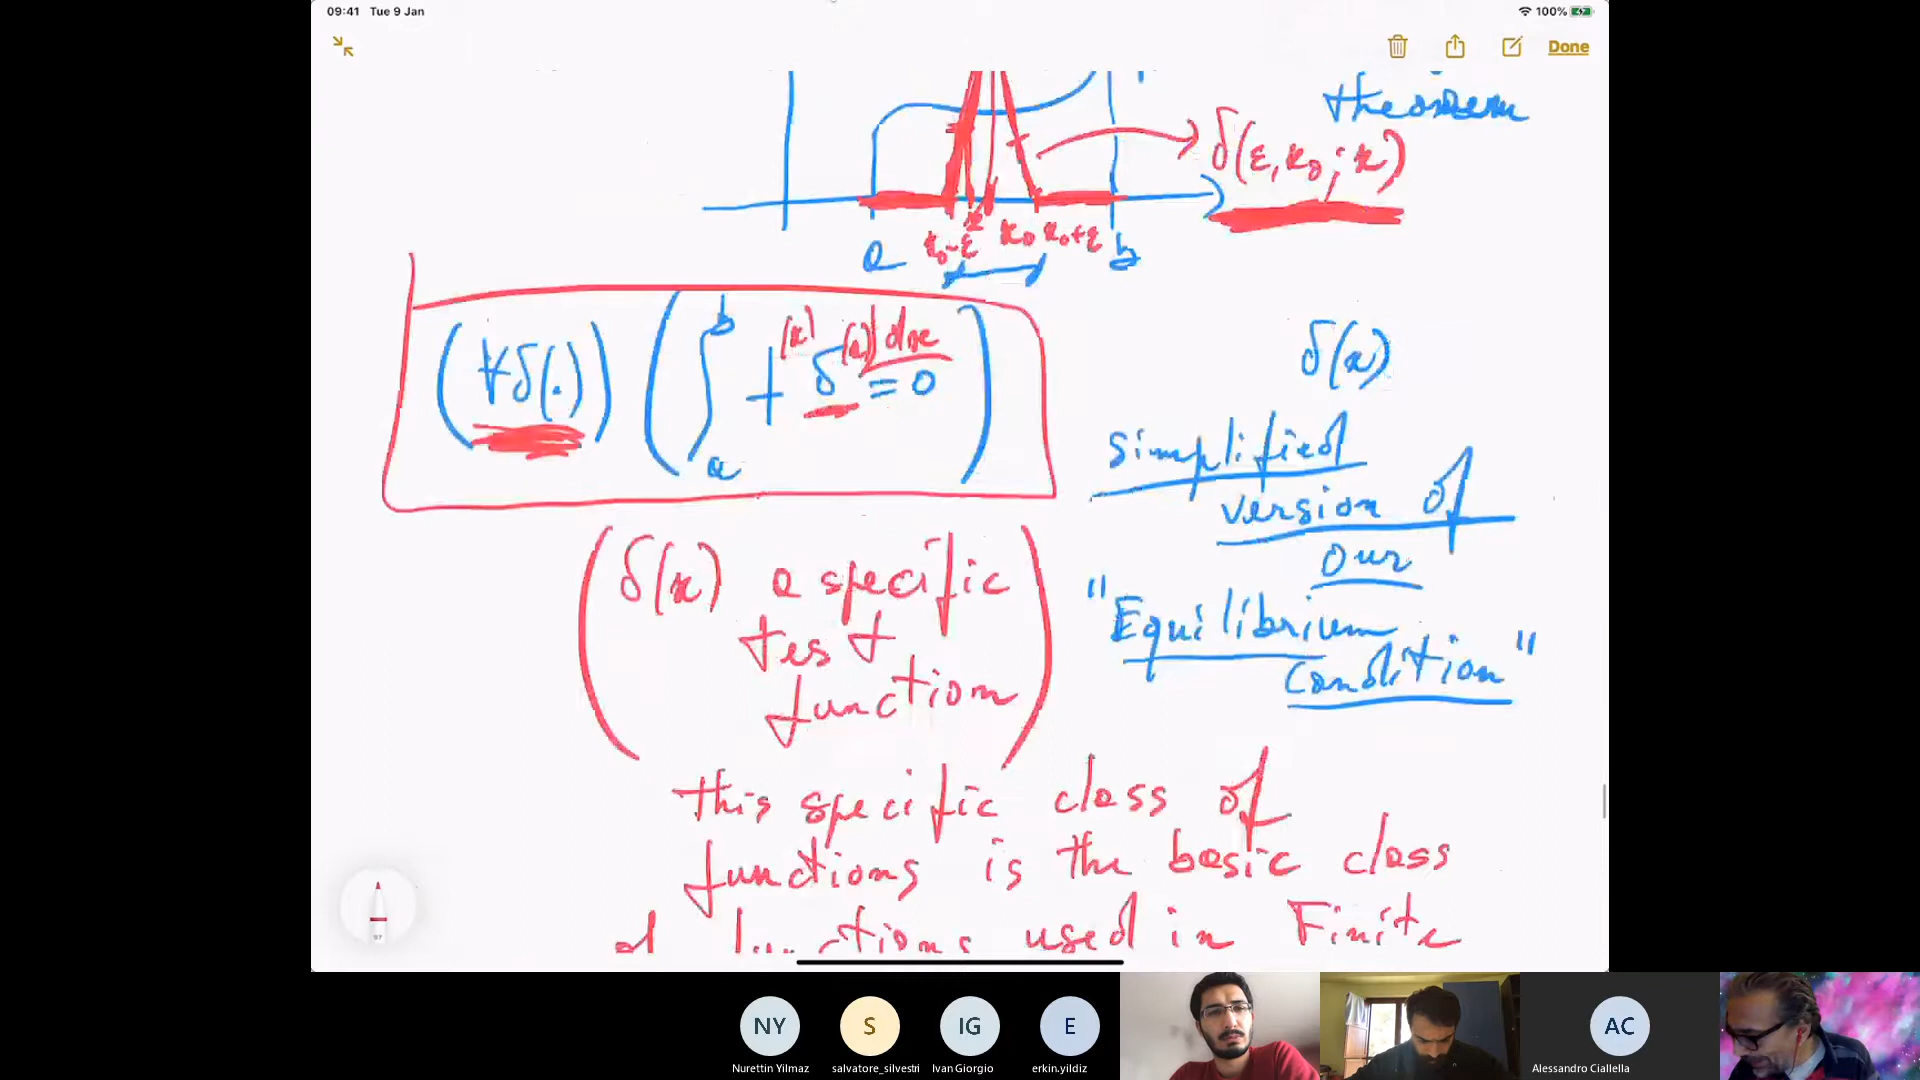 09:41 Tue 9 Jan
100%
Done
theorem
δ(ε, x₀; x)
a x₀-ε x x₀ x₀+ε b
(∀δ(·)) (∫ₐᵇ f(x) δ(x) dx = 0)
δ(x)
simplified
version of
our
"Equilibrium
condition"
(δ(x) a specific
test
function)
this specific class of
functions is the basic class
used in Finite
97
NY
S
IG
E
AC
Nurettin Yilmaz
salvatore_silvestri
Ivan Giorgio
erkin.yildiz
Alessandro Ciallella